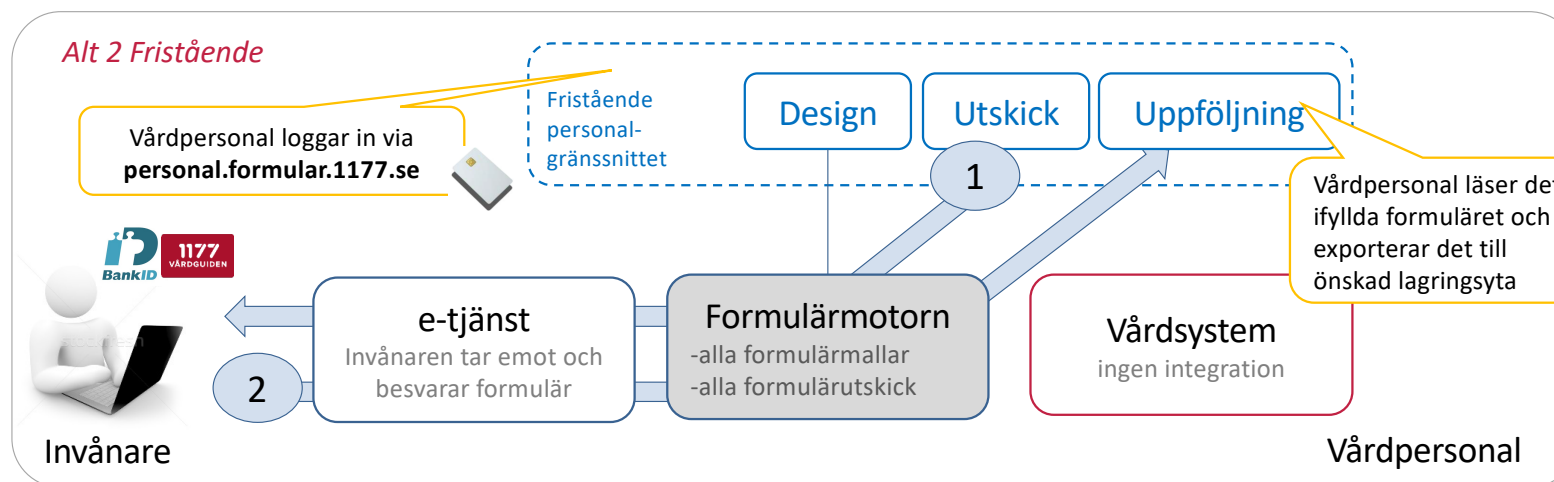 Alt 2 Fristående
Vårdpersonal loggar in via
personal.formular.1177.se
Fristående
personal-
gränssnittet
Design
Utskick
Uppföljning
1
Vårdpersonal läser det
ifyllda formuläret och
exporterar det till
önskad lagringsyta
BankID
1177
VÅRDGUIDEN
2
e-tjänst
Invånaren tar emot och
besvarar formulär
Formulärmotorn
-alla formulärmallar
-alla formulärutskick
Vårdsystem
ingen integration
Invånare
Vårdpersonal